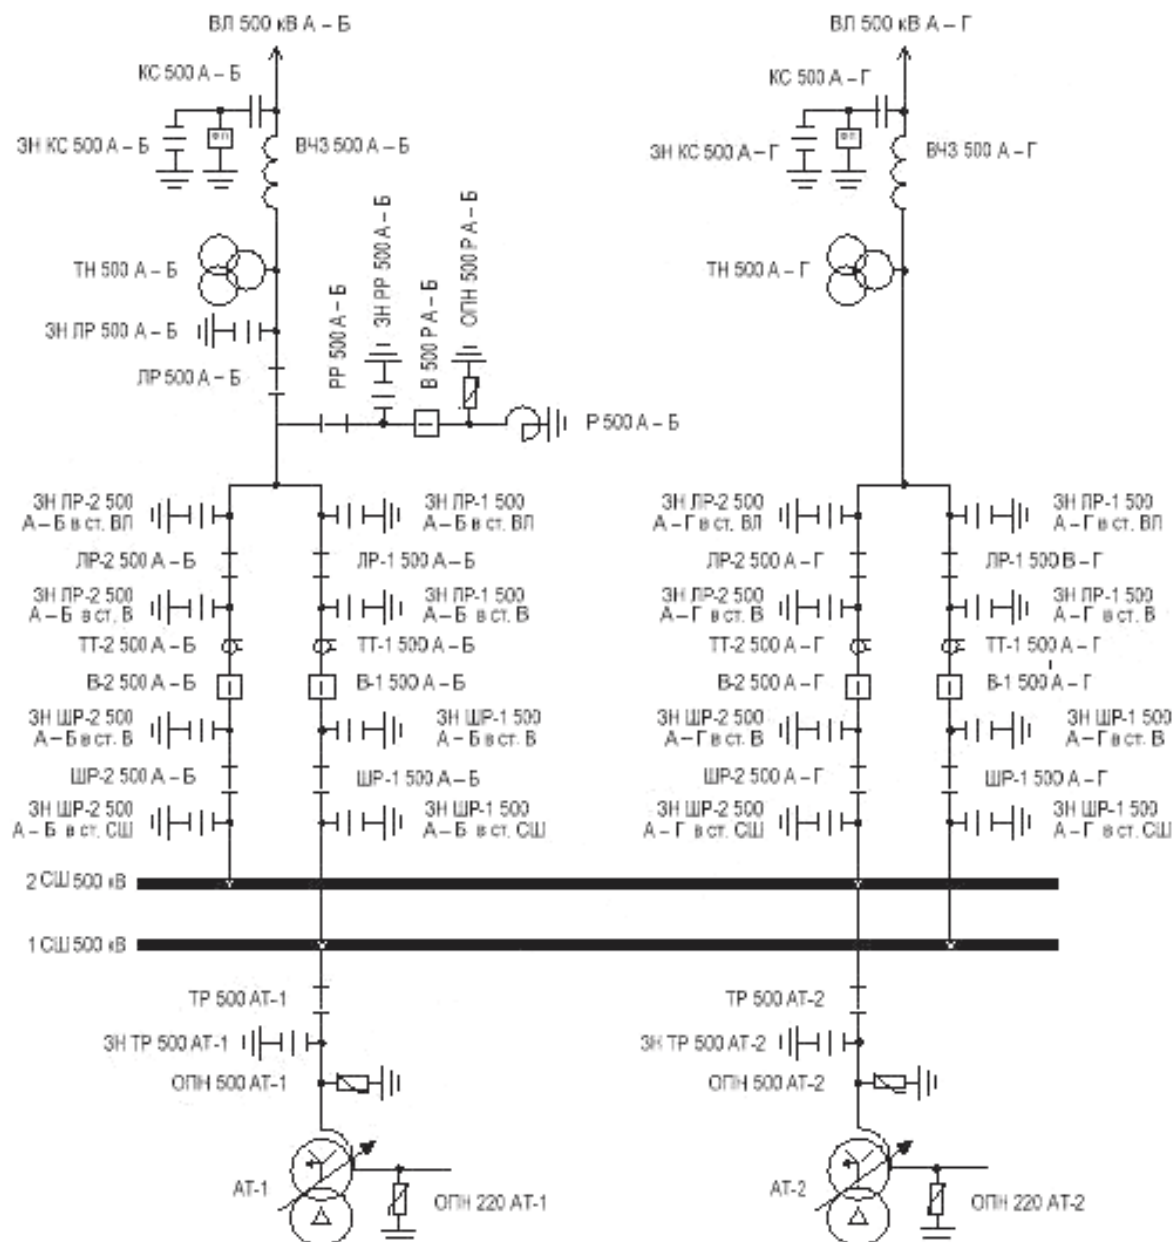 ВЛ 500 кВ А – Б
ВЛ 500 кВ А – Г
КС 500 А – Б
КС 500 А – Г
ЗН КС 500 А – Б
ФП
ВЧЗ 500 А – Б
ЗН КС 500 А – Г
ФП
ВЧЗ 500 А – Г
ТН 500 А – Б
ТН 500 А – Г
ЗН ЛР 500 А – Б
ЛР 500 А – Б
РР 500 А – Б
ЗН РР 500 А – Б
В 500 Р А – Б
ОПН 500 Р А – Б
Р 500 А – Б
ЗН ЛР-2 500
А – Б в ст. ВЛ
ЗН ЛР-1 500
А – Б в ст. ВЛ
ЗН ЛР-2 500
А – Г в ст. ВЛ
ЗН ЛР-1 500
А – Г в ст. ВЛ
ЛР-2 500 А – Б
ЛР-1 500 А – Б
ЛР-2 500 А – Г
ЛР-1 500 В – Г
ЗН ЛР-2 500
А – Б в ст. В
ЗН ЛР-1 500
А – Б в ст. В
ЗН ЛР-2 500
А – Г в ст. В
ЗН ЛР-1 500
А – Г в ст. В
ТТ-2 500 А – Б
ТТ-1 500 А – Б
ТТ-2 500 А – Г
ТТ-1 500 А – Г
В-2 500 А – Б
В-1 500 А – Б
В-2 500 А – Г
В-1 500 А – Г
ЗН ШР-2 500
А – Б в ст. В
ЗН ШР-1 500
А – Б в ст. В
ЗН ШР-2 500
А – Г в ст. В
ЗН ШР-1 500
А – Г в ст. В
ШР-2 500 А – Б
ШР-1 500 А – Б
ШР-2 500 А – Г
ШР-1 500 А – Г
ЗН ШР-2 500
А – Б в ст. СШ
ЗН ШР-1 500
А – Б в ст. СШ
ЗН ШР-2 500
А – Г в ст. СШ
ЗН ШР-1 500
А – Г в ст. СШ
2 СШ 500 кВ
1 СШ 500 кВ
ТР 500 АТ-1
ТР 500 АТ-2
ЗН ТР 500 АТ-1
ЗН ТР 500 АТ-2
ОПН 500 АТ-1
ОПН 500 АТ-2
АТ-1
ОПН 220 АТ-1
АТ-2
ОПН 220 АТ-2